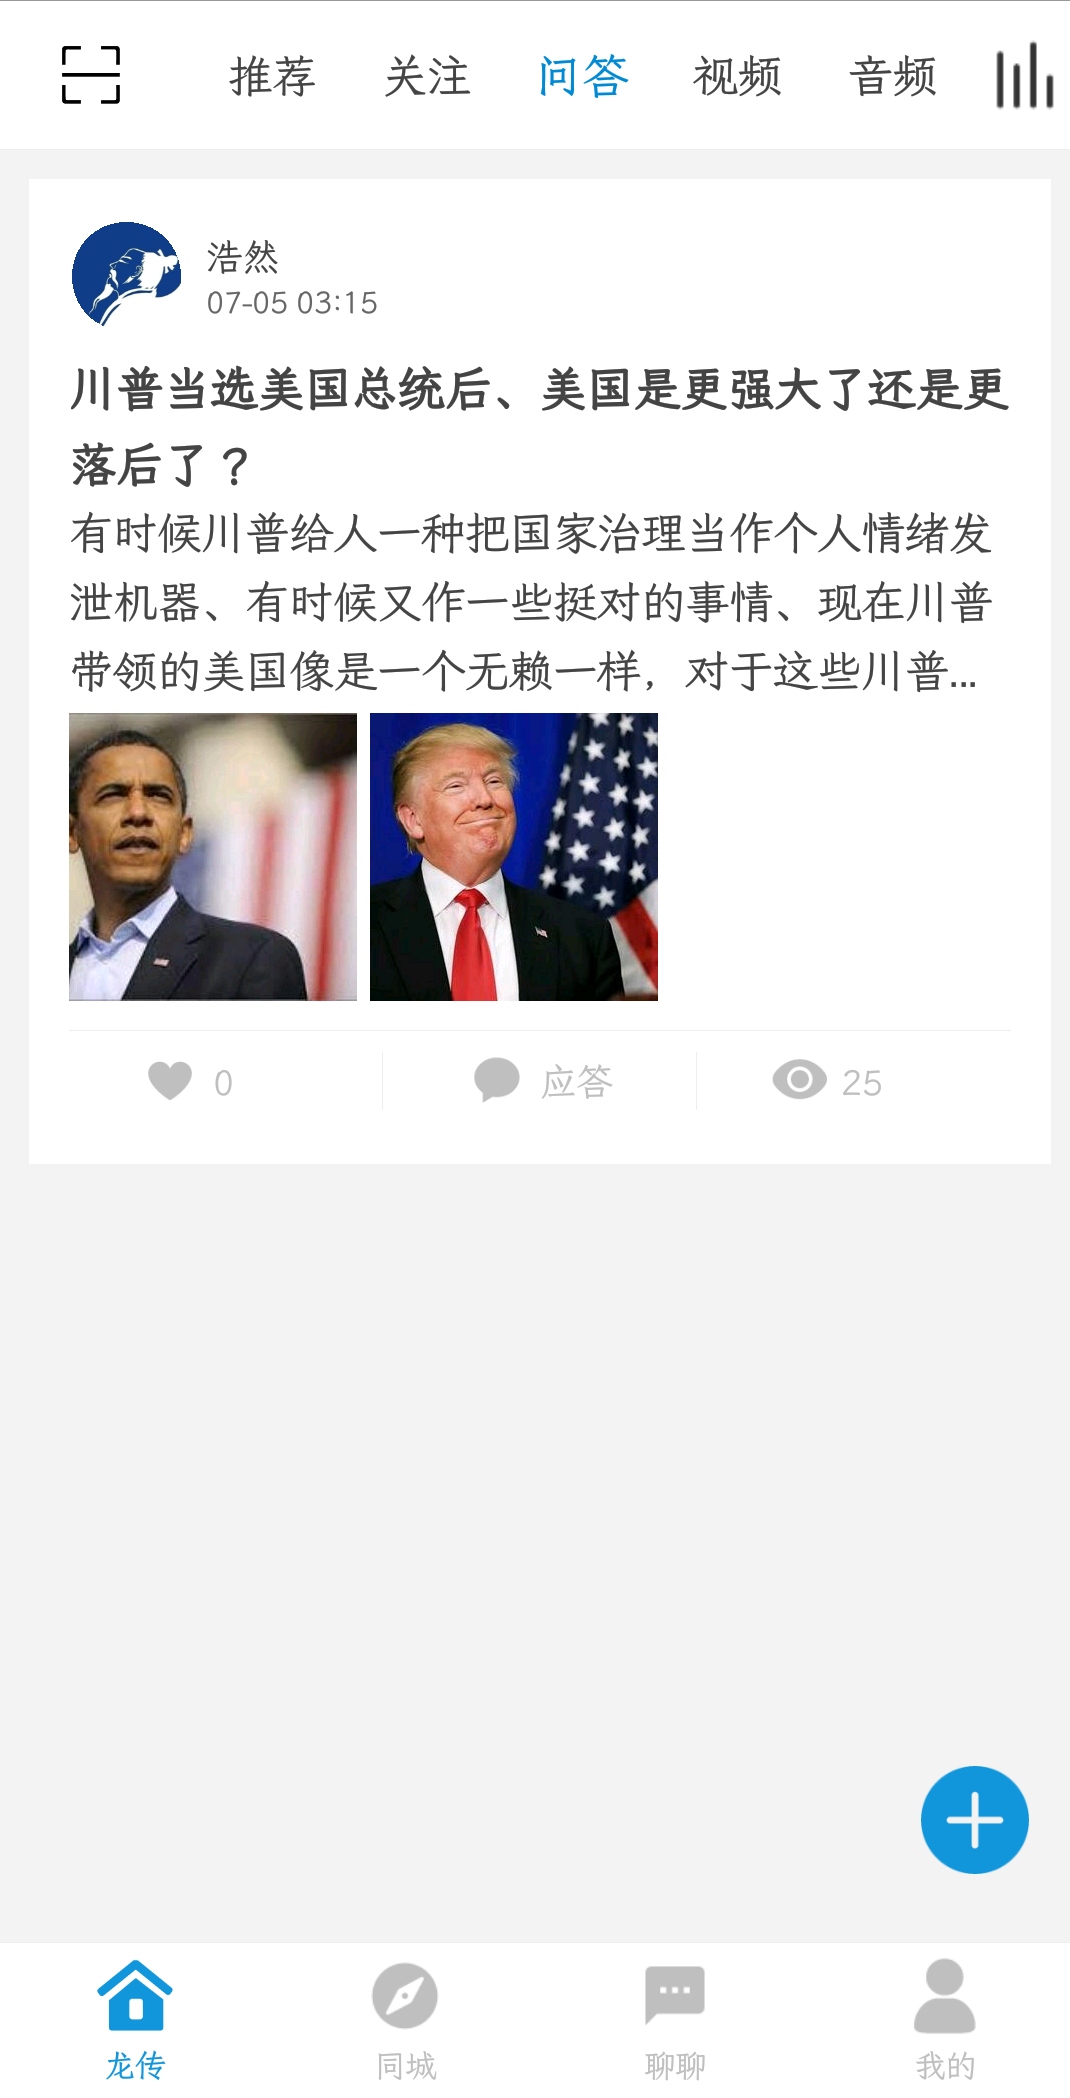 推荐 关注 问答 视频 音频
浩然
07-05 03:15
川普当选美国总统后、美国是更强大了还是更
落后了？
有时候川普给人一种把国家治理当作个人情绪发
泄机器、有时候又作一些挺对的事情、现在川普
带领的美国像是一个无赖一样，对于这些川普...
0 应答 25
龙传 同城 聊聊 我的